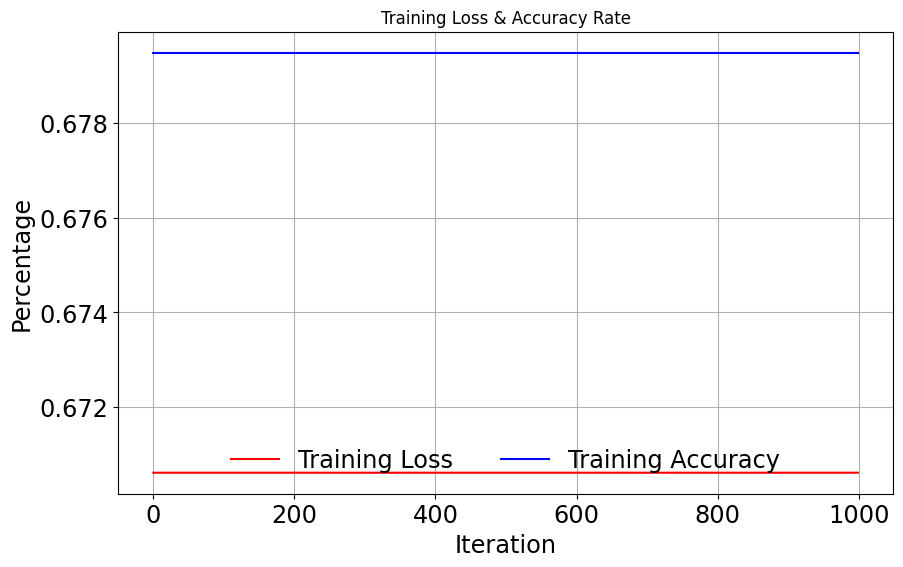 Training Loss & Accuracy Rate
Percentage
0.678
0.676
0.674
0.672
Training Loss Training Accuracy
0 200 400 600 800 1000
Iteration